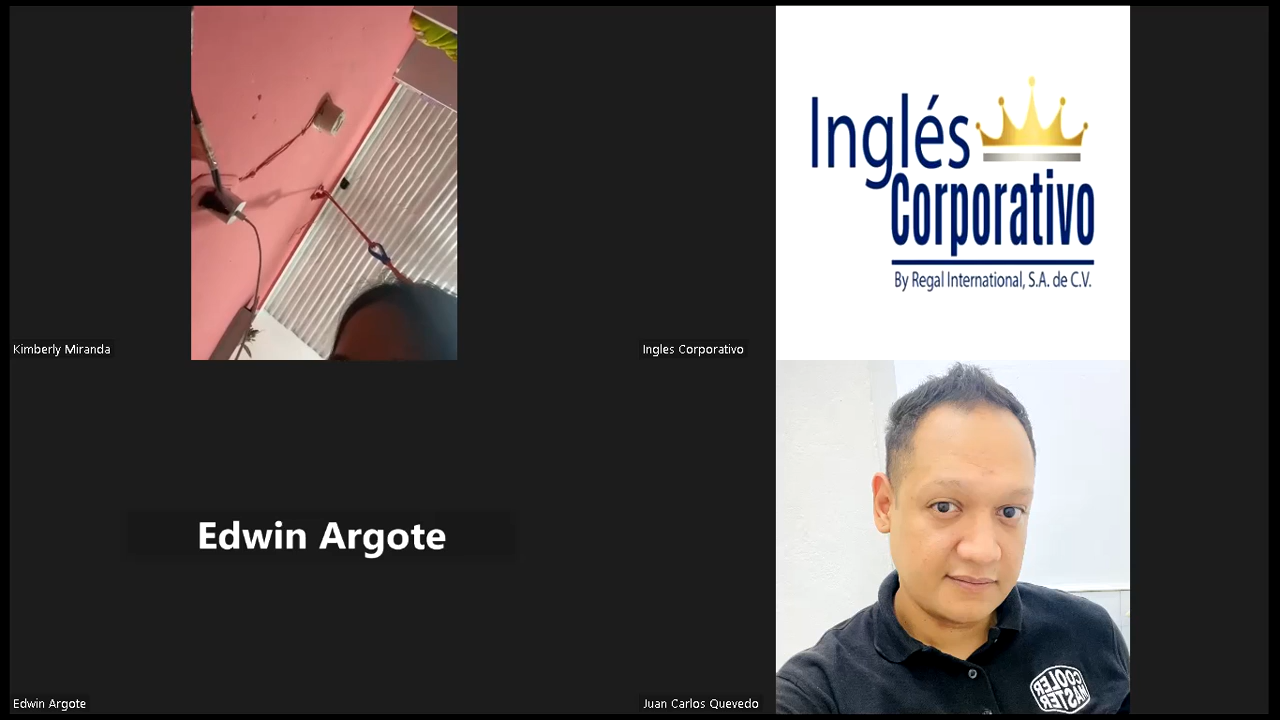 Inglés
Corporativo
By Regal International, S.A. de C.V.
Kimberly Miranda
Ingles Corporativo
Edwin Argote
COOLER
MASTER
Edwin Argote
Juan Carlos Quevedo